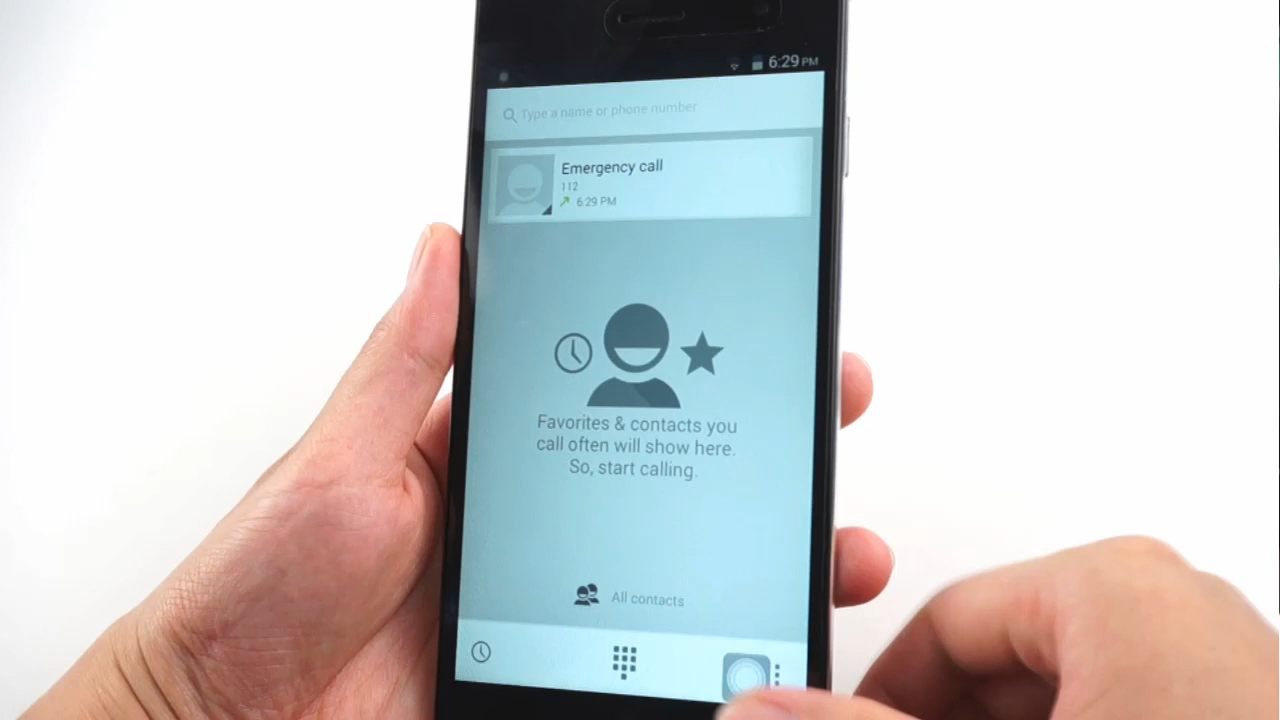 6:29 PM
Type a name or phone number
Emergency call
112
6:29 PM
Favorites & contacts you
call often will show here.
So, start calling.
All contacts